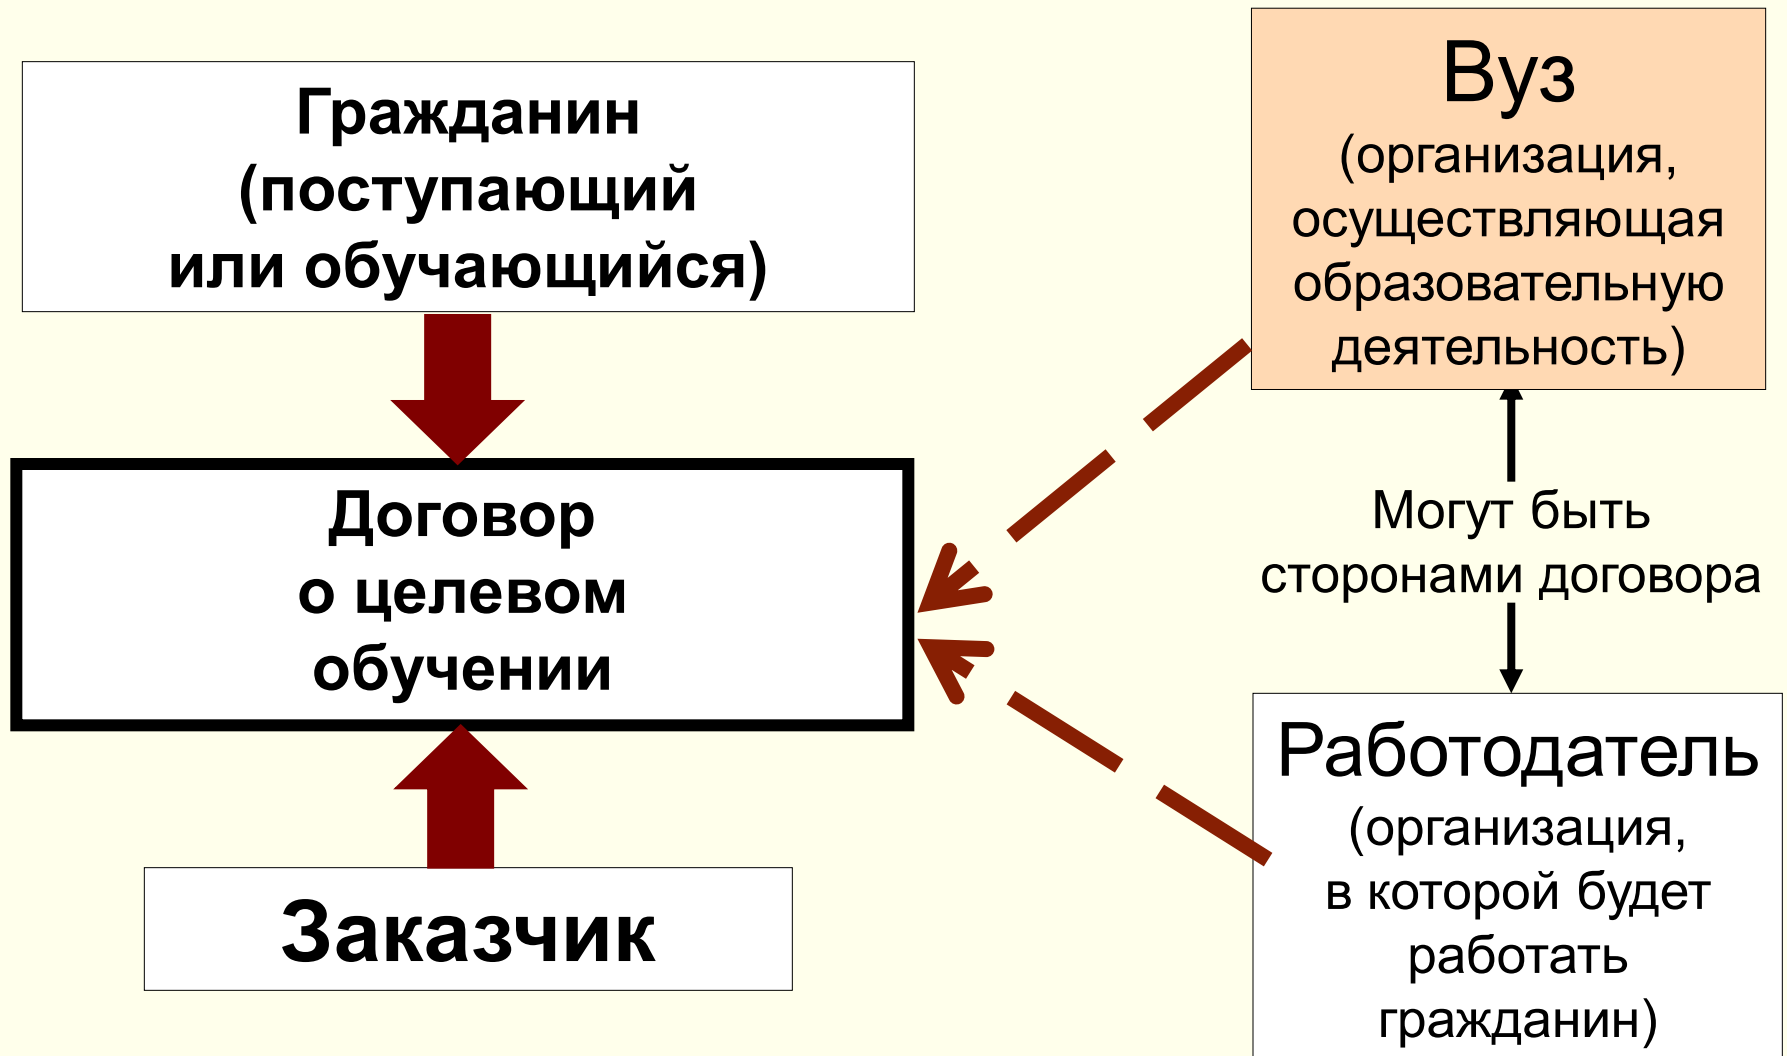 Гражданин
(поступающий
или обучающийся)
Договор
о целевом
обучении
Заказчик
Вуз
(организация,
осуществляющая
образовательную
деятельность)
Могут быть
сторонами договора
Работодатель
(организация,
в которой будет
работать
гражданин)